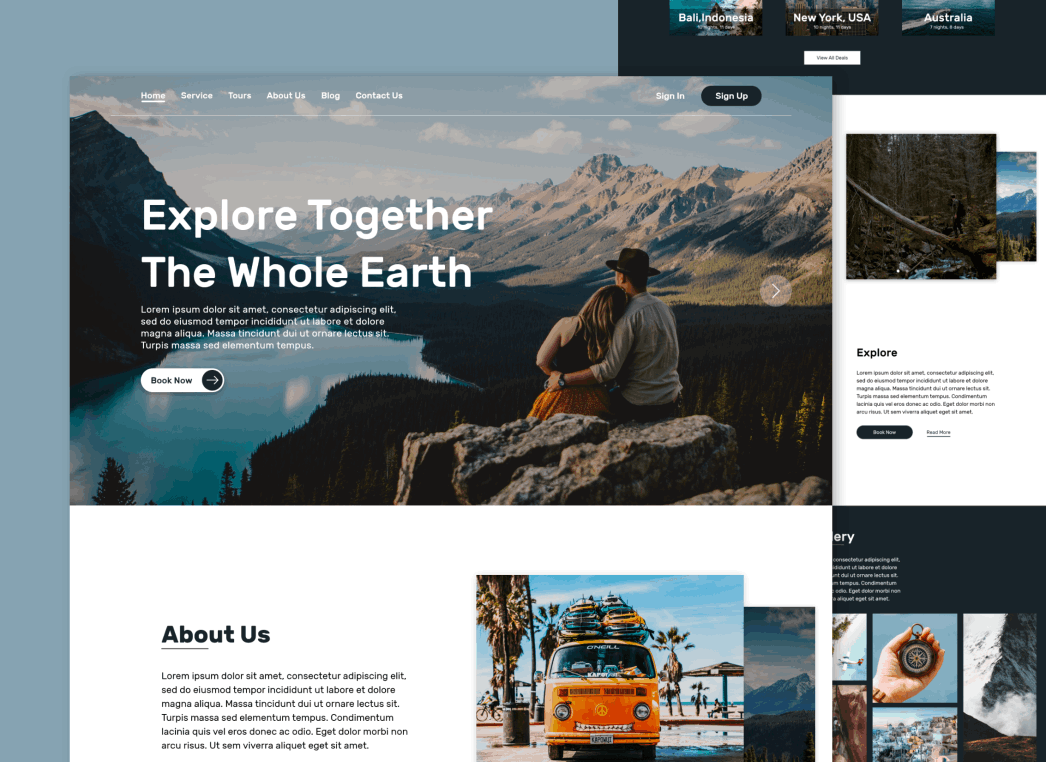 Bali,Indonesia
New York, USA
Australia
10 nights, 11 days
10 nights, 11 days
7 nights, 8 days
View All Deals
Home
Service
Tours
About Us
Blog
Contact Us
Sign In
Sign Up
Explore Together
The Whole Earth
Lorem ipsum dolor sit amet, consectetur adipiscing elit,
sed do eiusmod tempor incididunt ut labore et dolore
magna aliqua. Massa tincidunt dui ut ornare lectus sit.
Turpis massa sed elementum tempus.
Book Now
Explore
Lorem ipsum dolor sit amet, consectetur adipiscing elit,
sed do eiusmod tempor incididunt ut labore et dolore
magna aliqua. Massa tincidunt dui ut ornare lectus sit.
Turpis massa sed elementum tempus. Condimentum
lacinia quis vel eros donec ac odio. Eget dolor morbi non
arcu risus. Ut sem viverra aliquet eget sit amet.
Book Now
Read More
ery
consectetur adipiscing elit,
ididunt ut labore et dolore
dunt dui ut ornare lectus sit.
m tempus. Condimentum
c odio. Eget dolor morbi non
a aliquet eget sit amet.
About Us
Lorem ipsum dolor sit amet, consectetur adipiscing elit,
sed do eiusmod tempor incididunt ut labore et dolore
magna aliqua. Massa tincidunt dui ut ornare lectus sit.
Turpis massa sed elementum tempus. Condimentum
lacinia quis vel eros donec ac odio. Eget dolor morbi non
arcu risus. Ut sem viverra aliquet eget sit amet.
O'NEILL
KAPOWUI